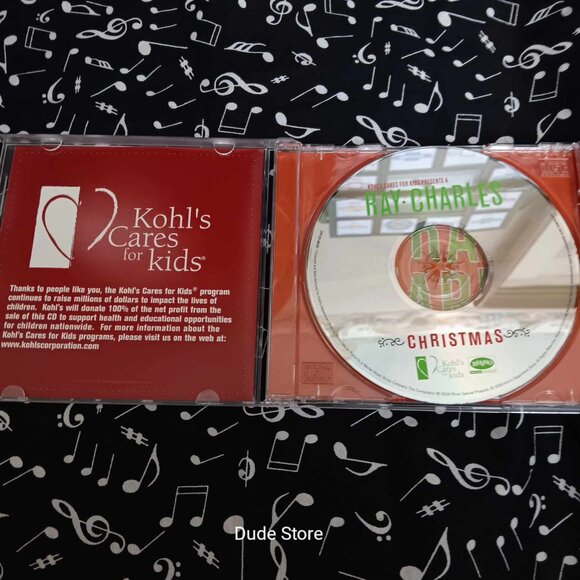 Kohl's
Cares
for
kids®
Thanks to people like you, the Kohl's Cares for Kids® program
continues to raise millions of dollars to impact the lives of
children. Kohl's will donate 100% of the net profit from the
sale of this CD to support health and educational opportunities
for children nationwide. For more information about the
Kohl's Cares for Kids programs, please visit us on the web at:
www.kohlscorporation.com
KOHL'S CARES FOR KIDS PRESENTS A
RAY·CHARLES
CHRISTMAS
Kohl's
Cares
for
kids
RHINO
Dude Store